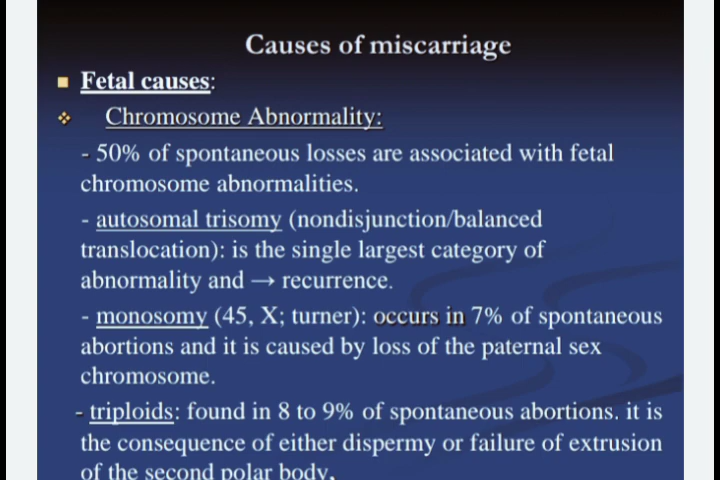 Causes of miscarriage
Fetal causes:
Chromosome Abnormality:
- 50% of spontaneous losses are associated with fetal
chromosome abnormalities.
- autosomal trisomy (nondisjunction/balanced
translocation): is the single largest category of
abnormality and → recurrence.
- monosomy (45, X; turner): occurs in 7% of spontaneous
abortions and it is caused by loss of the paternal sex
chromosome.
- triploids: found in 8 to 9% of spontaneous abortions. it is
the consequence of either dispermy or failure of extrusion
of the second polar body,